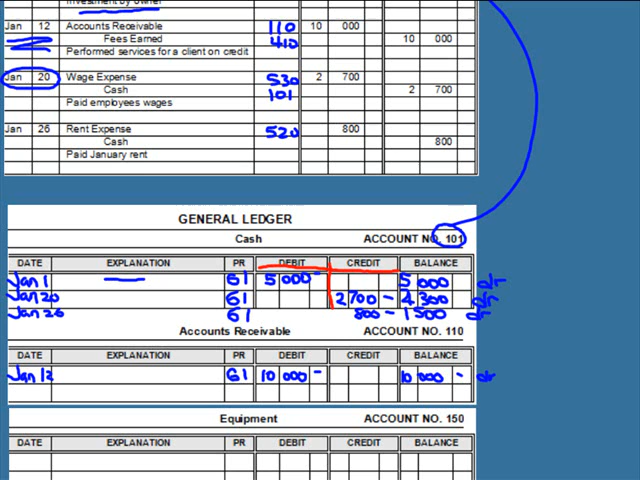 Investment by owner
Jan 12 Accounts Receivable 110 10 000
Fees Earned 410 10 000
Performed services for a client on credit
Jan 20 Wage Expense 530 2 700
Cash 101 2 700
Paid employees wages
Jan 26 Rent Expense 520 800
Cash 800
Paid January rent
GENERAL LEDGER
Cash ACCOUNT NO. 101
DATE EXPLANATION PR DEBIT CREDIT BALANCE
Jan 1 — G1 5 000 - 5 000 dr
Jan 20 G1 2 700 - 4 300 dr
Jan 26 G1 800 - 1 500 dr
Accounts Receivable ACCOUNT NO. 110
DATE EXPLANATION PR DEBIT CREDIT BALANCE
Jan 12 G1 10 000 - 10 000 - dr
Equipment ACCOUNT NO. 150
DATE EXPLANATION PR DEBIT CREDIT BALANCE